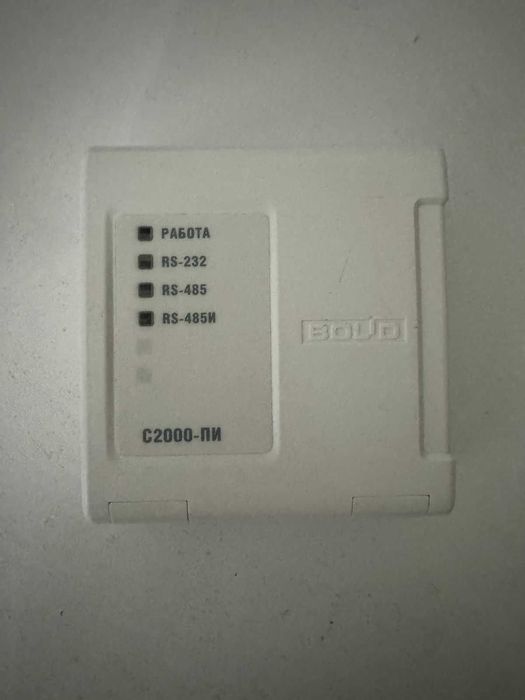 РАБОТА
RS-232
RS-485
RS-485И
BOLID
С2000-ПИ